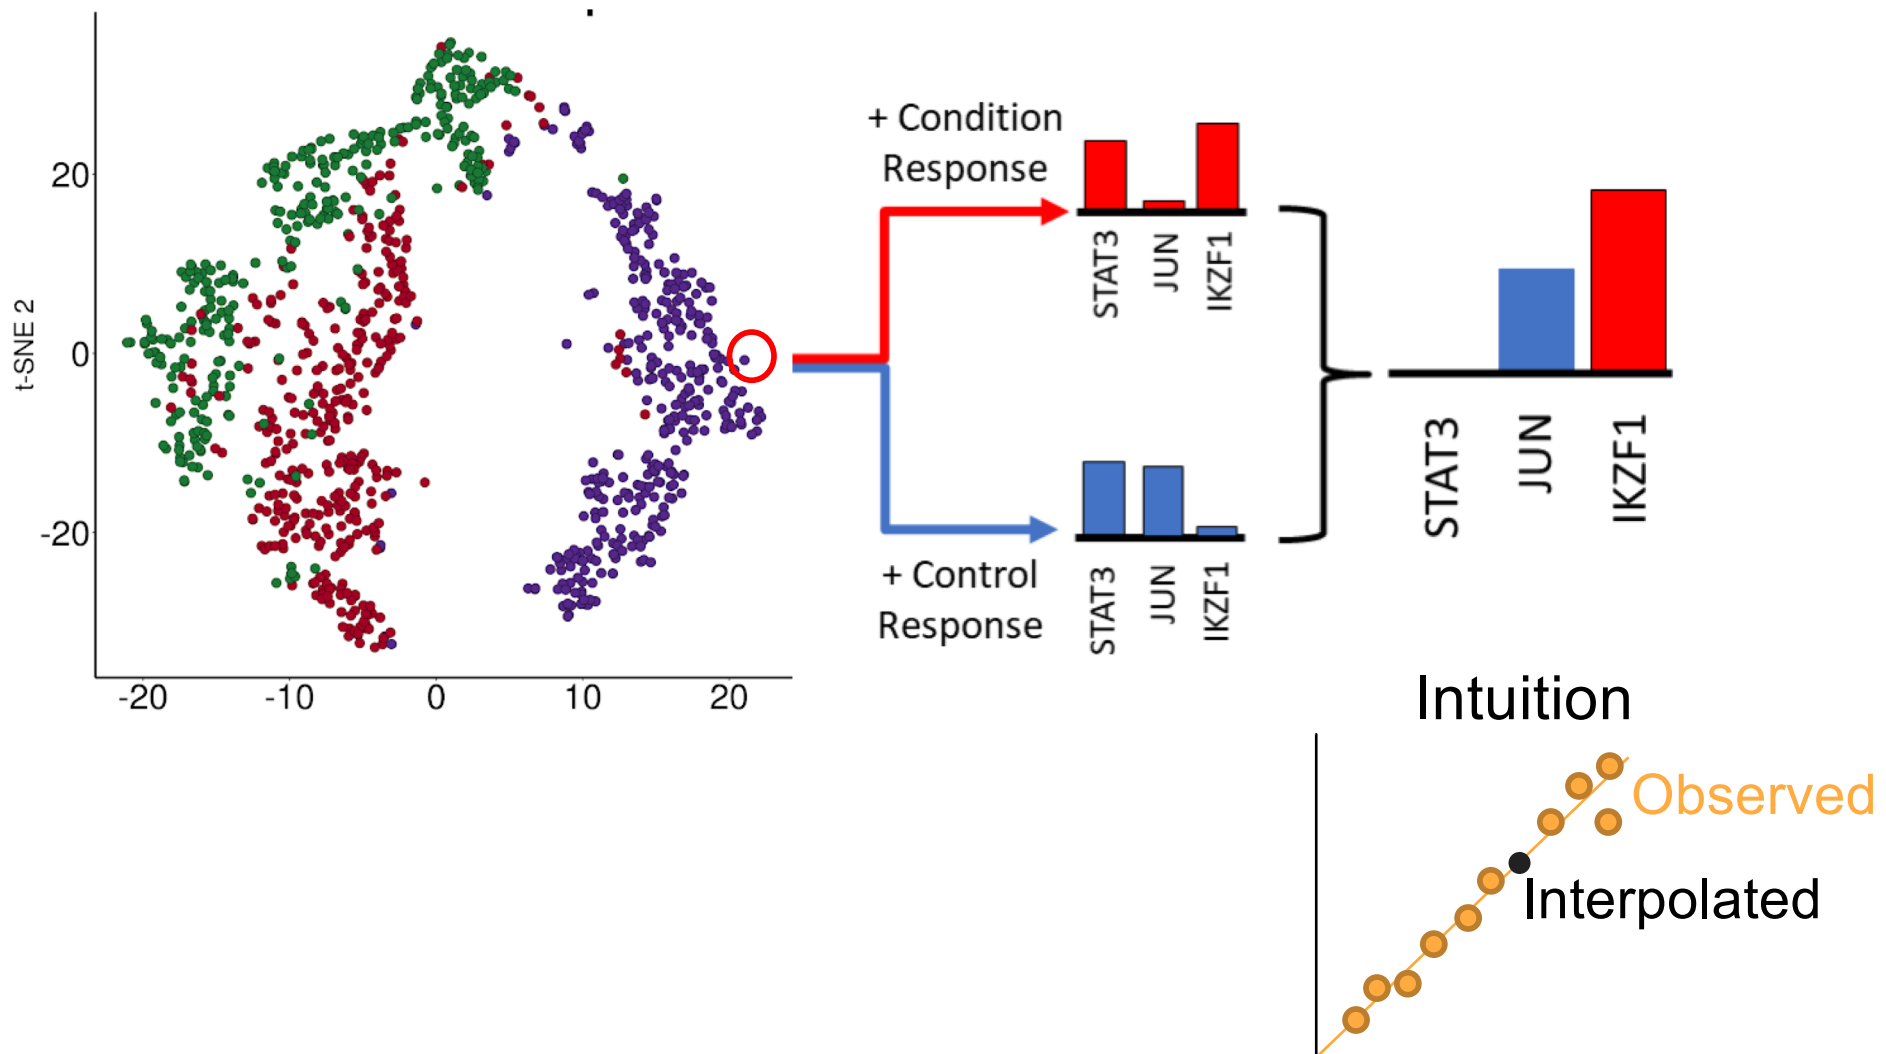 t-SNE 2
20
0
-20
-20
-10
0
10
20
+ Condition
Response
STAT3
JUN
IKZF1
+ Control
Response
STAT3
JUN
IKZF1
STAT3
JUN
IKZF1
Intuition
Observed
Interpolated